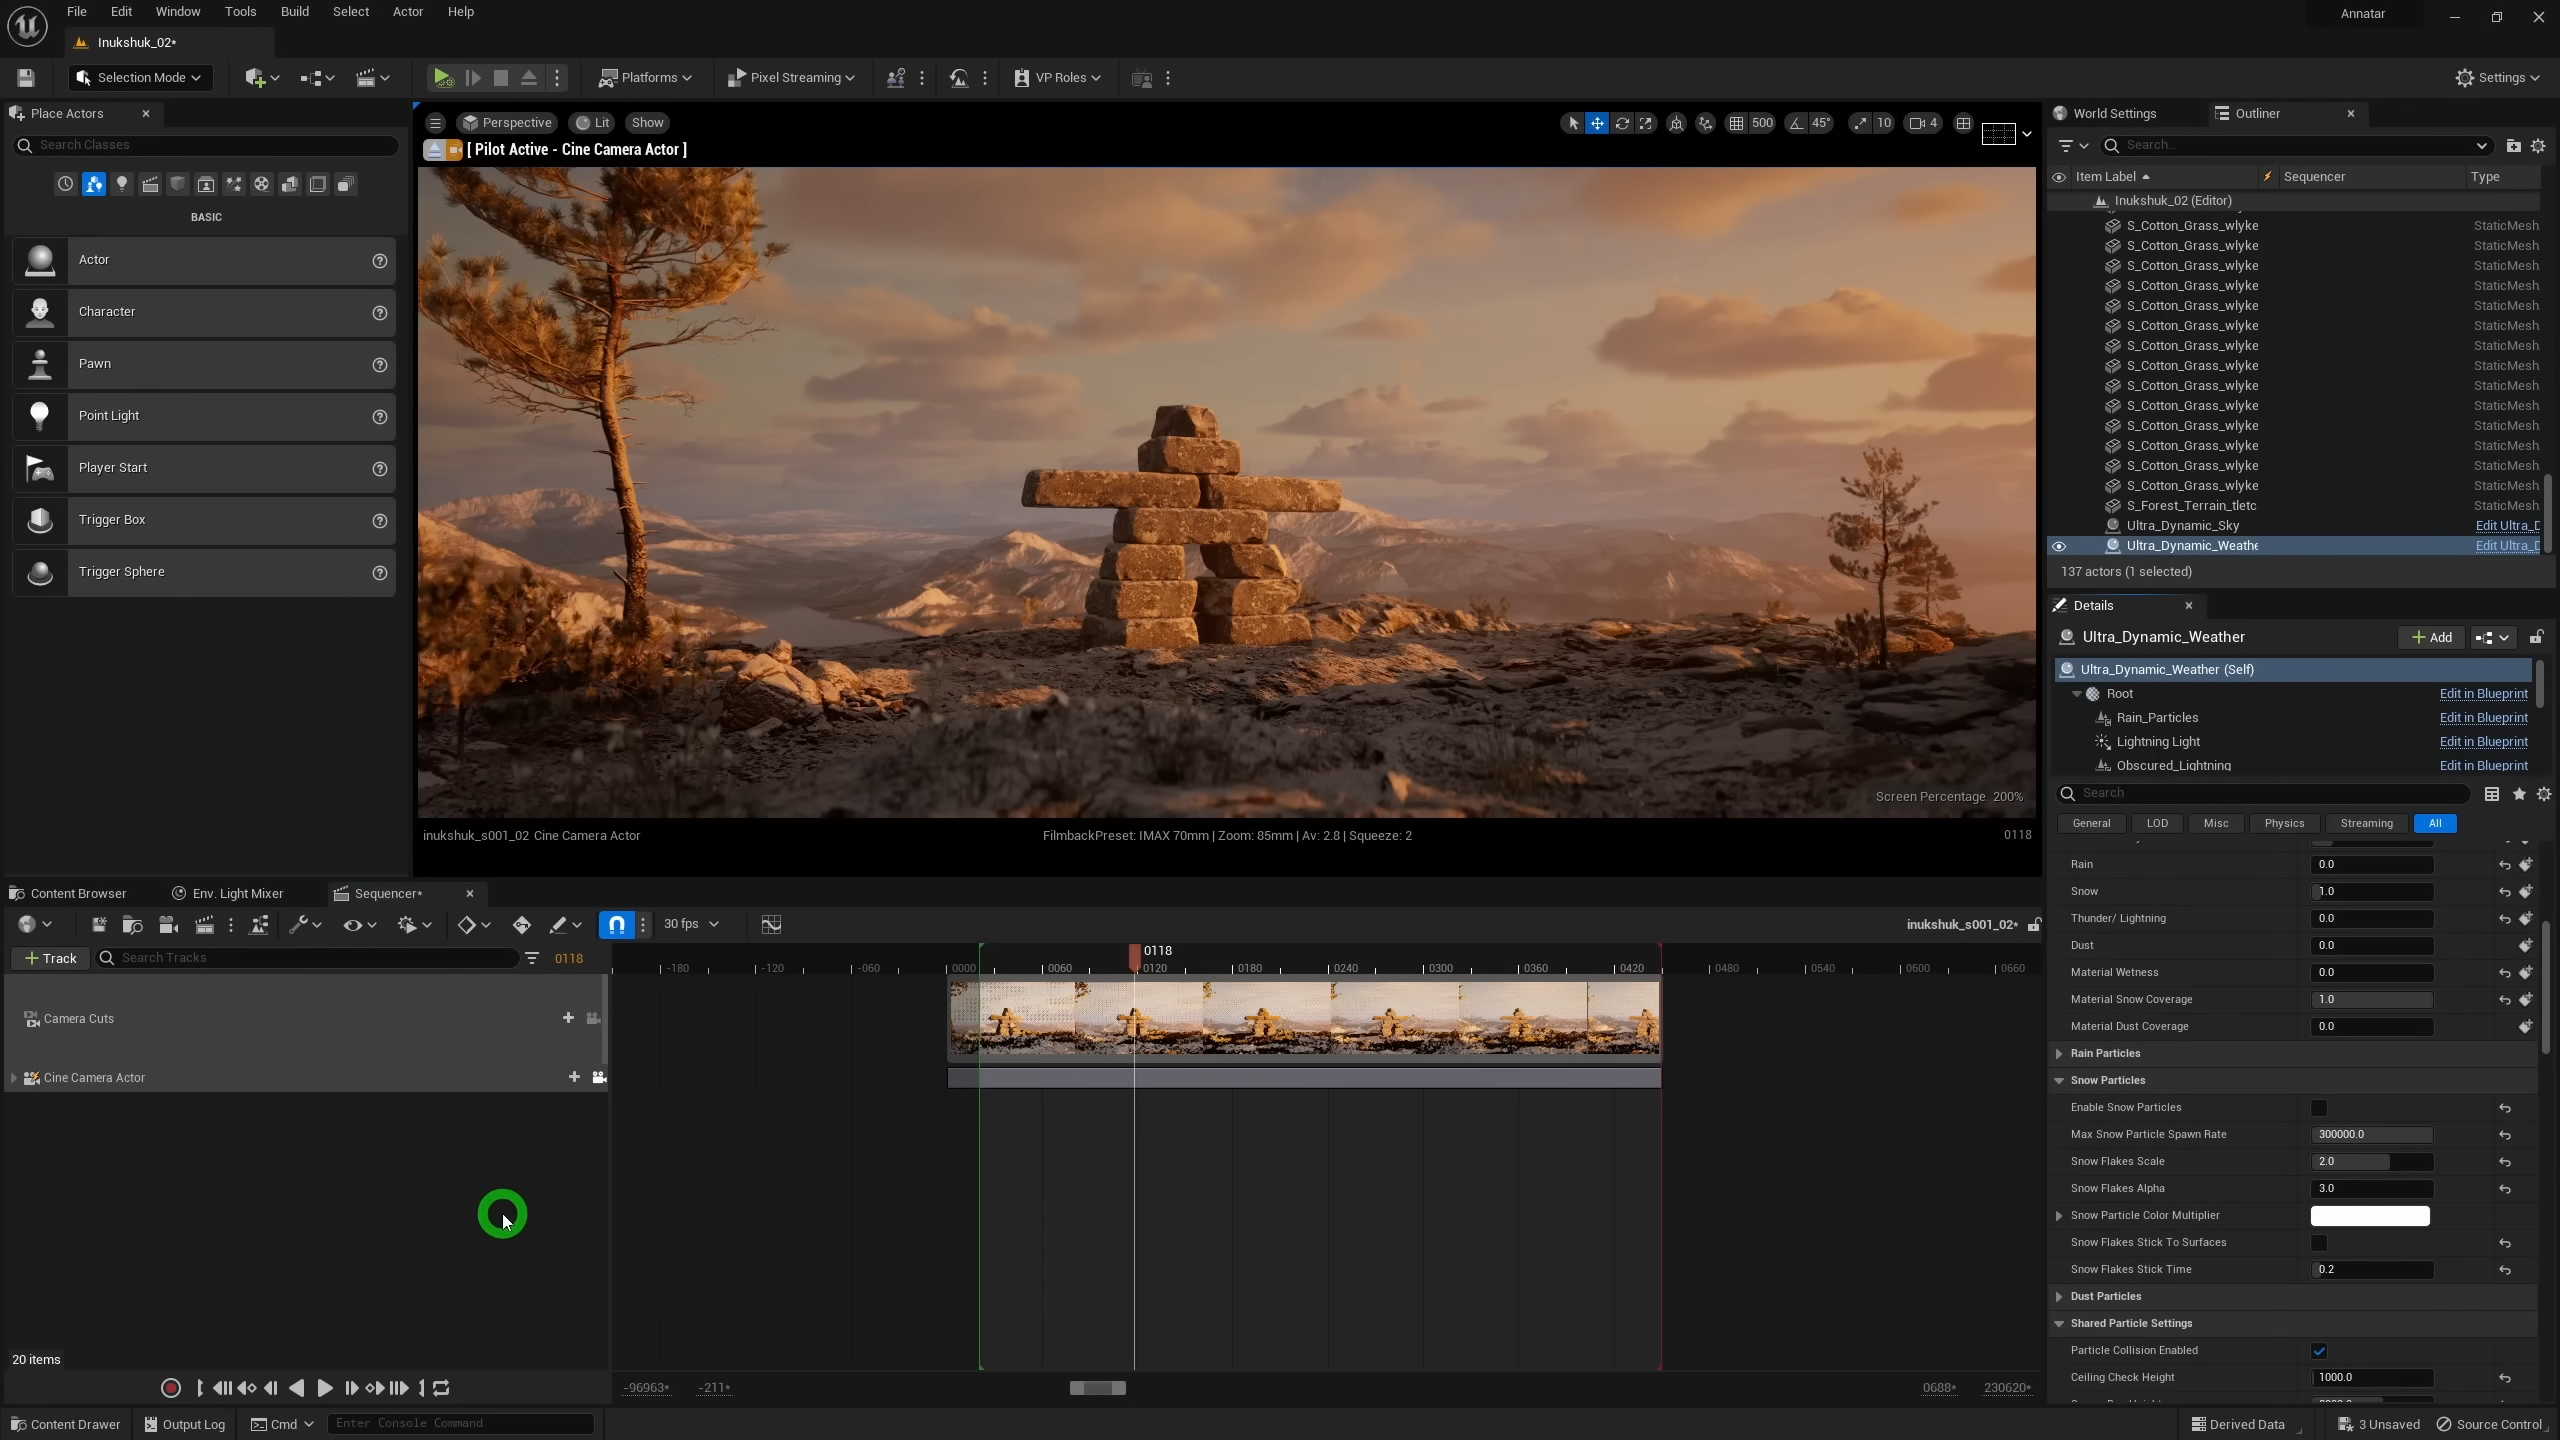 File Edit Window Tools Build Select Actor Help
Annatar
Inukshuk_02*
Selection Mode
Platforms
Pixel Streaming
VP Roles
Settings
Place Actors
Search Classes
BASIC
Actor
Character
Pawn
Point Light
Player Start
Trigger Box
Trigger Sphere
Perspective Lit Show
500 45° 10 4
[ Pilot Active - Cine Camera Actor ]
Screen Percentage 200%
inukshuk_s001_02 Cine Camera Actor
FilmbackPreset: IMAX 70mm | Zoom: 85mm | Av: 2.8 | Squeeze: 2
0118
World Settings
Outliner
Search...
Item Label Sequencer Type
Inukshuk_02 (Editor)
S_Cotton_Grass_wlyke StaticMesh
S_Cotton_Grass_wlyke StaticMesh
S_Cotton_Grass_wlyke StaticMesh
S_Cotton_Grass_wlyke StaticMesh
S_Cotton_Grass_wlyke StaticMesh
S_Cotton_Grass_wlyke StaticMesh
S_Cotton_Grass_wlyke StaticMesh
S_Cotton_Grass_wlyke StaticMesh
S_Cotton_Grass_wlyke StaticMesh
S_Cotton_Grass_wlyke StaticMesh
S_Cotton_Grass_wlyke StaticMesh
S_Cotton_Grass_wlyke StaticMesh
S_Cotton_Grass_wlyke StaticMesh
S_Cotton_Grass_wlyke StaticMesh
S_Forest_Terrain_tletc StaticMesh
Ultra_Dynamic_Sky Edit Ultra_D
Ultra_Dynamic_Weathe Edit Ultra_D
137 actors (1 selected)
Details
Ultra_Dynamic_Weather
Add
Ultra_Dynamic_Weather (Self)
Root Edit in Blueprint
Rain_Particles Edit in Blueprint
Lightning Light Edit in Blueprint
Obscured_Lightning Edit in Blueprint
Search
General LOD Misc Physics Streaming All
Rain 0.0
Snow 1.0
Thunder/ Lightning 0.0
Dust 0.0
Material Wetness 0.0
Material Snow Coverage 1.0
Material Dust Coverage 0.0
Rain Particles
Snow Particles
Enable Snow Particles
Max Snow Particle Spawn Rate 300000.0
Snow Flakes Scale 2.0
Snow Flakes Alpha 3.0
Snow Particle Color Multiplier
Snow Flakes Stick To Surfaces
Snow Flakes Stick Time 0.2
Dust Particles
Shared Particle Settings
Particle Collision Enabled
Ceiling Check Height 1000.0
Content Browser
Env. Light Mixer
Sequencer*
30 fps
inukshuk_s001_02*
Track
Search Tracks
0118
0118
-180 -120 -060 0000 0060 0120 0180 0240 0300 0360 0420 0480 0540 0600 0660
Camera Cuts
Cine Camera Actor
20 items
-96963* -211*
0688* 230620*
Content Drawer
Output Log
Cmd
Enter Console Command
Derived Data
3 Unsaved
Source Control